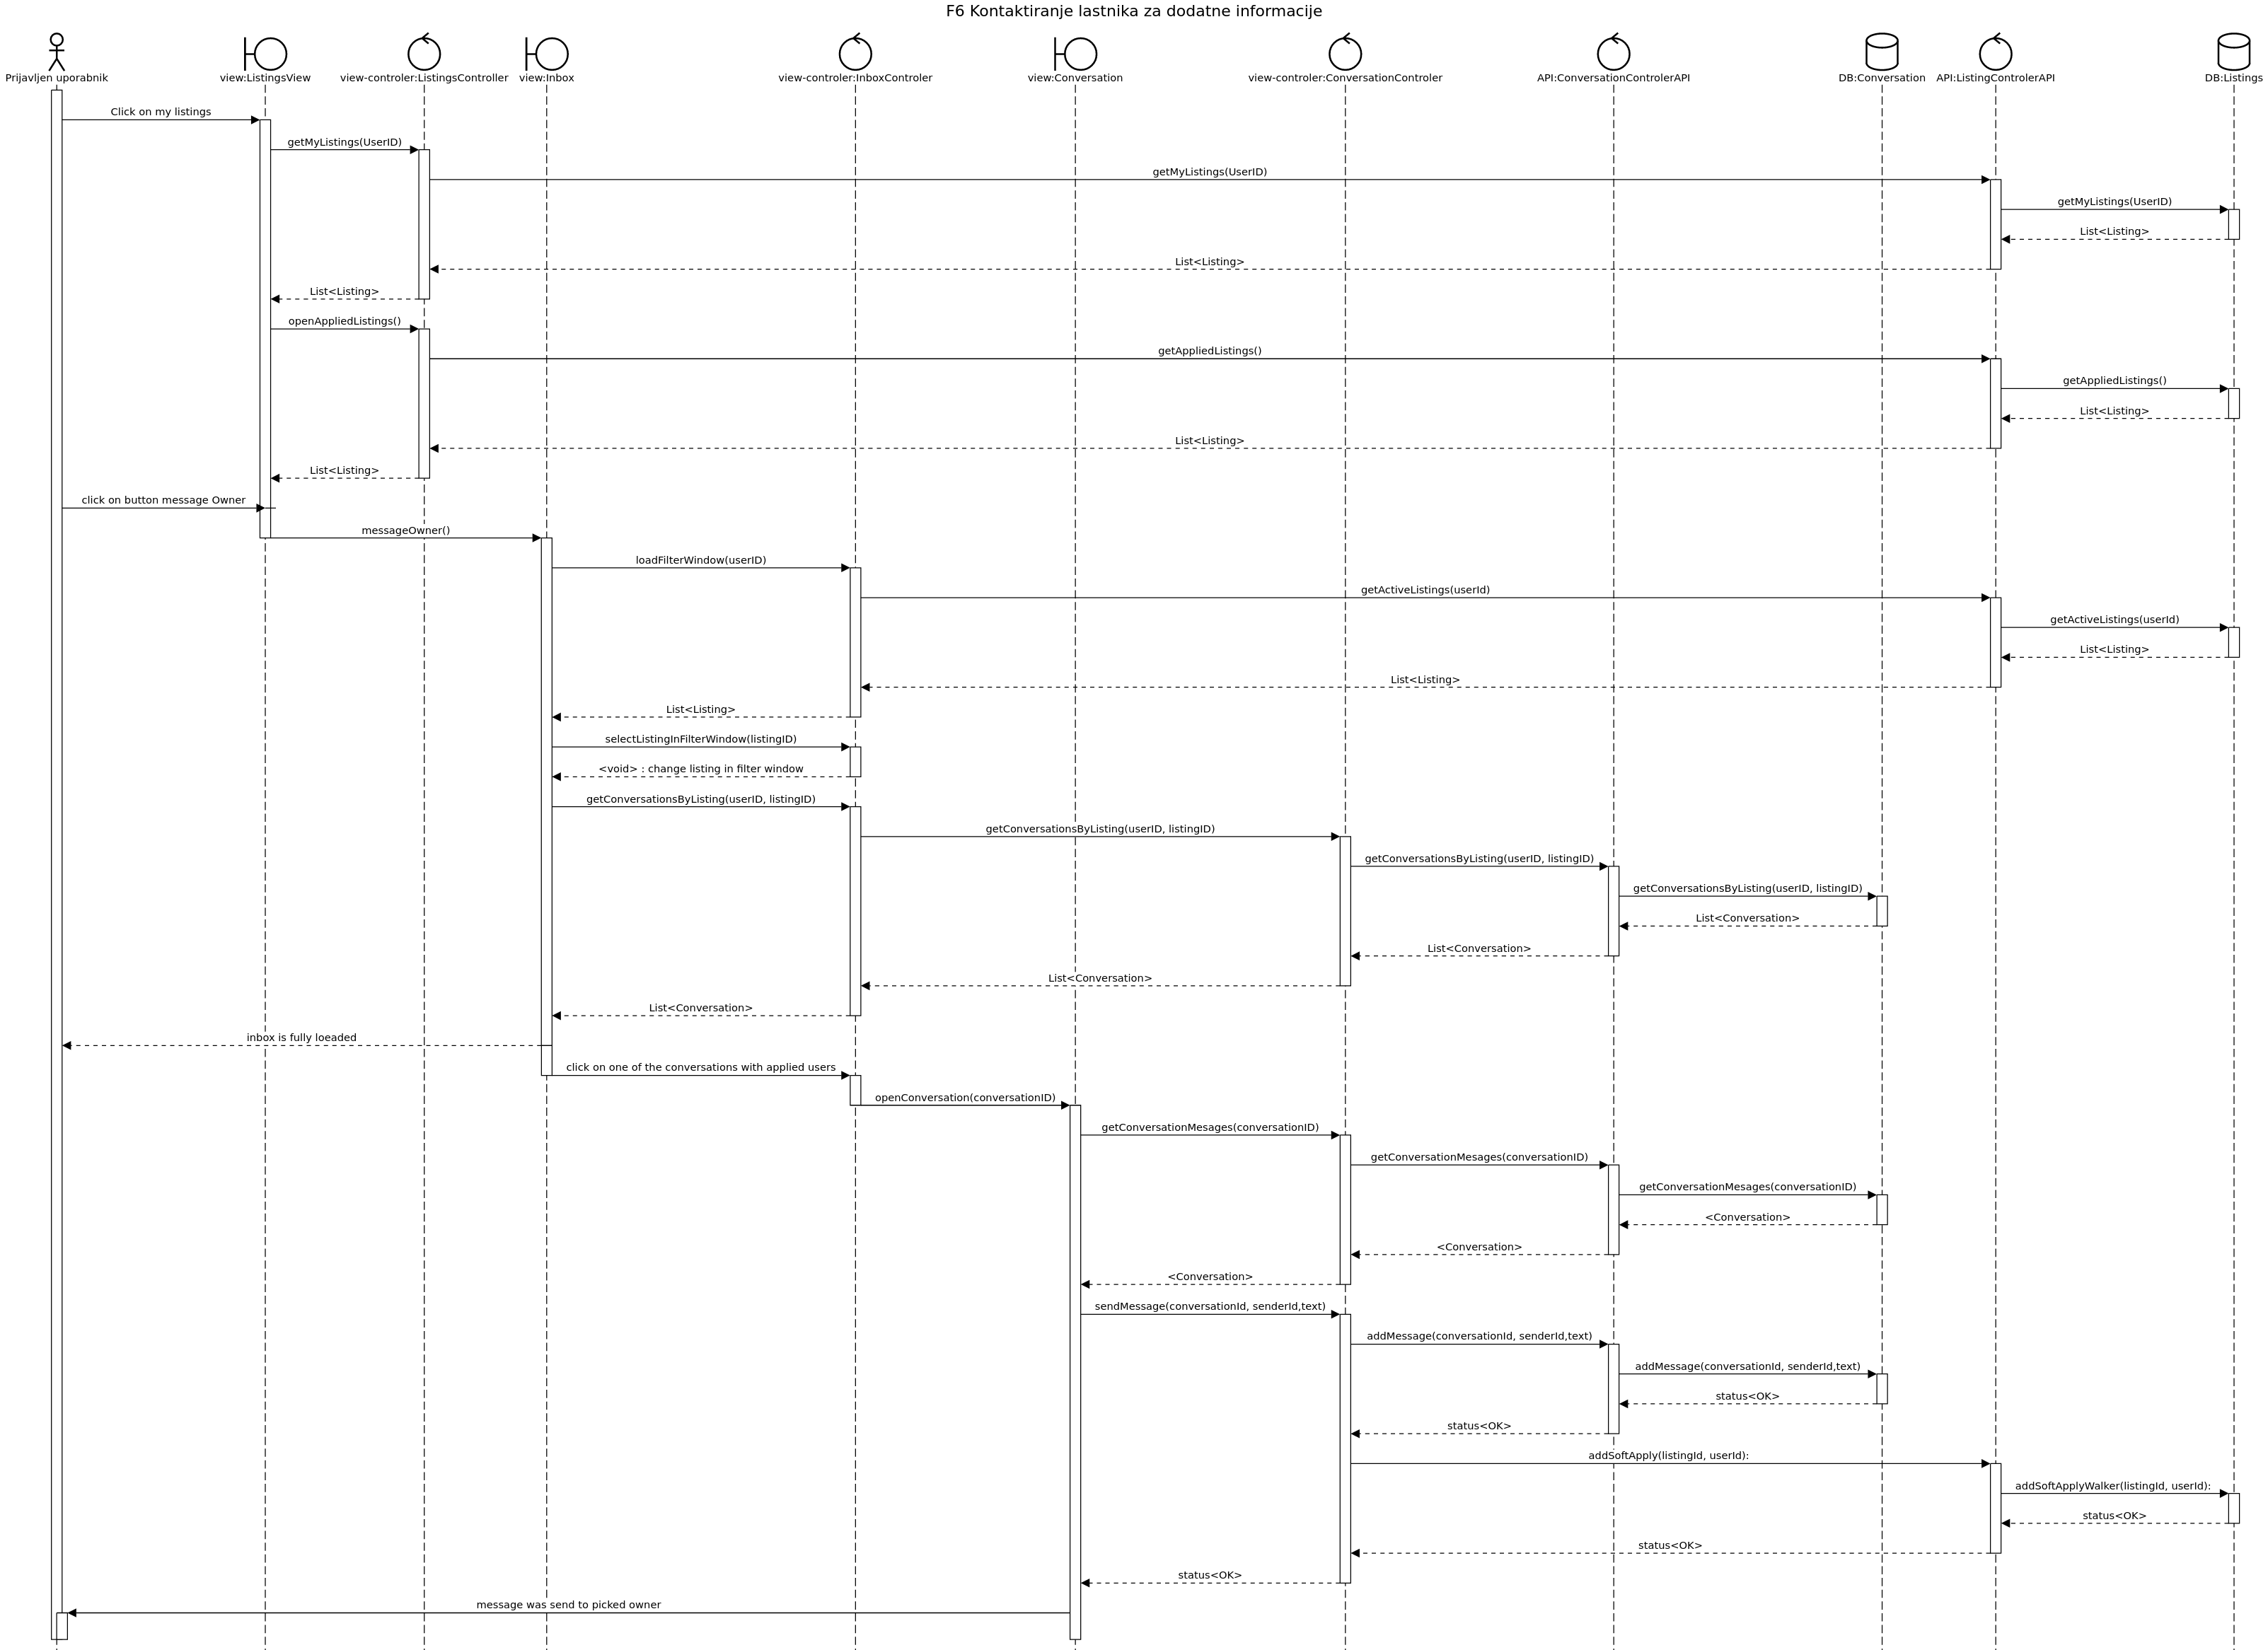 F6 Kontaktiranje lastnika za dodatne informacije
Prijavljen uporabnik
view:ListingsView
view-controler:ListingsController
view:Inbox
view-controler:InboxControler
view:Conversation
view-controler:ConversationControler
API:ConversationControlerAPI
DB:Conversation
API:ListingControlerAPI
DB:Listings
Click on my listings
getMyListings(UserID)
getMyListings(UserID)
getMyListings(UserID)
List<Listing>
List<Listing>
List<Listing>
openAppliedListings()
getAppliedListings()
getAppliedListings()
List<Listing>
List<Listing>
List<Listing>
click on button message Owner
messageOwner()
loadFilterWindow(userID)
getActiveListings(userId)
getActiveListings(userId)
List<Listing>
List<Listing>
List<Listing>
selectListingInFilterWindow(listingID)
<void> : change listing in filter window
getConversationsByListing(userID, listingID)
getConversationsByListing(userID, listingID)
getConversationsByListing(userID, listingID)
getConversationsByListing(userID, listingID)
List<Conversation>
List<Conversation>
List<Conversation>
List<Conversation>
inbox is fully loeaded
click on one of the conversations with applied users
openConversation(conversationID)
getConversationMesages(conversationID)
getConversationMesages(conversationID)
getConversationMesages(conversationID)
<Conversation>
<Conversation>
<Conversation>
sendMessage(conversationId, senderId,text)
addMessage(conversationId, senderId,text)
addMessage(conversationId, senderId,text)
status<OK>
status<OK>
addSoftApply(listingId, userId):
addSoftApplyWalker(listingId, userId):
status<OK>
status<OK>
status<OK>
message was send to picked owner